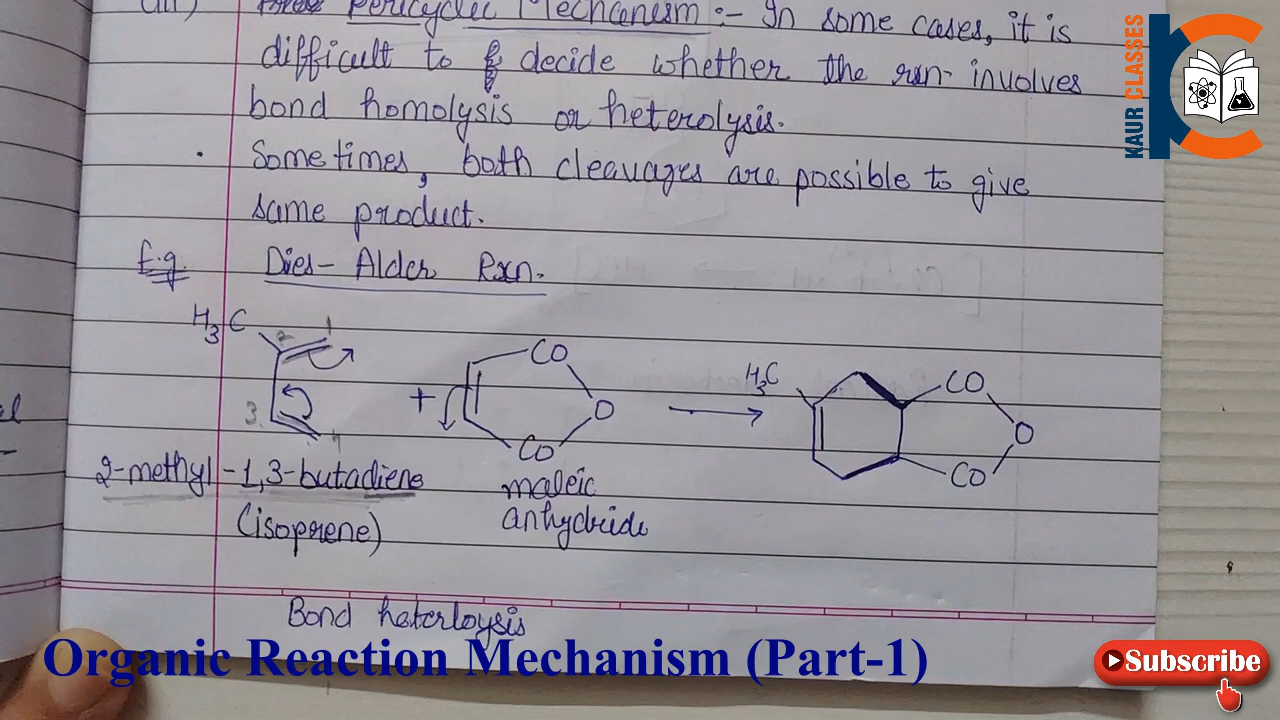 Pericyclic Mechanism :- In some cases, it is
difficult to decide whether the rxn involves
bond homolysis or heterolysis.
Sometimes, both cleavages are possible to give
same product.
E.g. Dies-Alder Rxn.
H3C 2 1
3 4
+
CO
O
CO
H3C
CO
O
CO
2-methyl-1,3-butadiene
(isoprene)
maleic
anhydride
Bond heterloysis
Organic Reaction Mechanism (Part-1)
KAUR CLASSES
KC
Subscribe